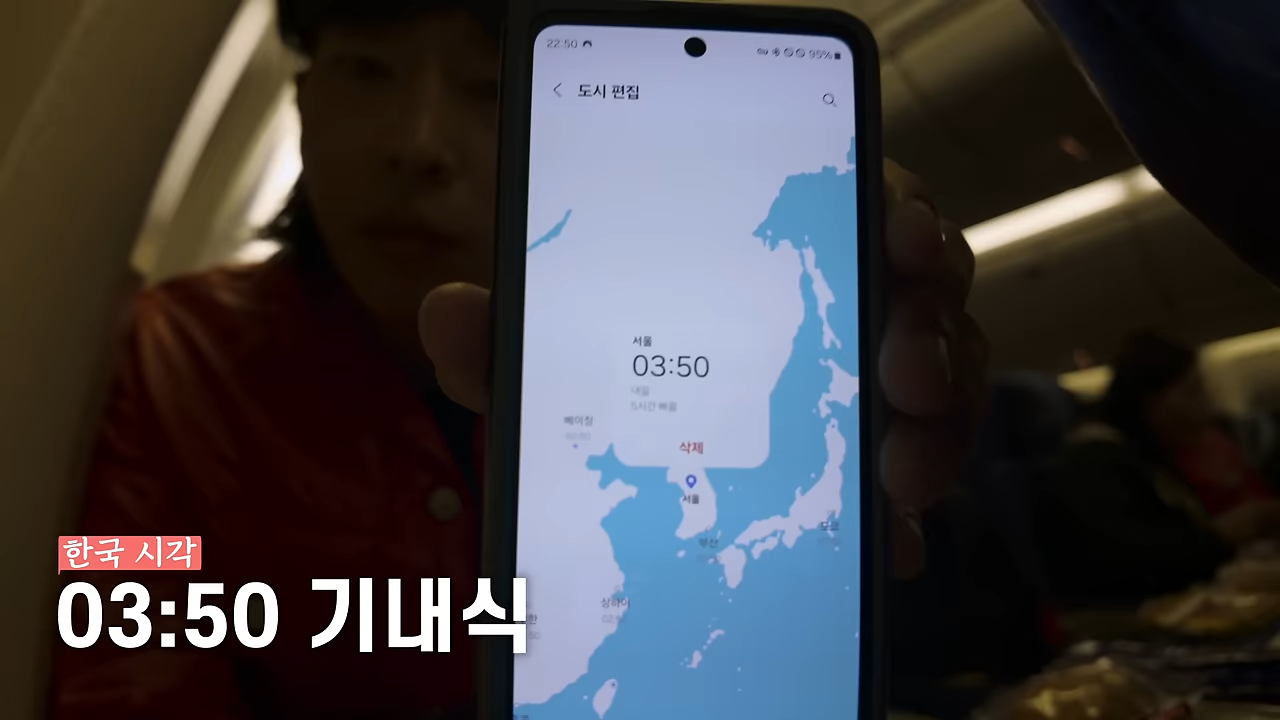 22:50
95%
도시 편집
서울
03:50
내일
5시간 빠름
삭제
베이징
서울
부산
도쿄
상하이
한국 시각
03:50 기내식